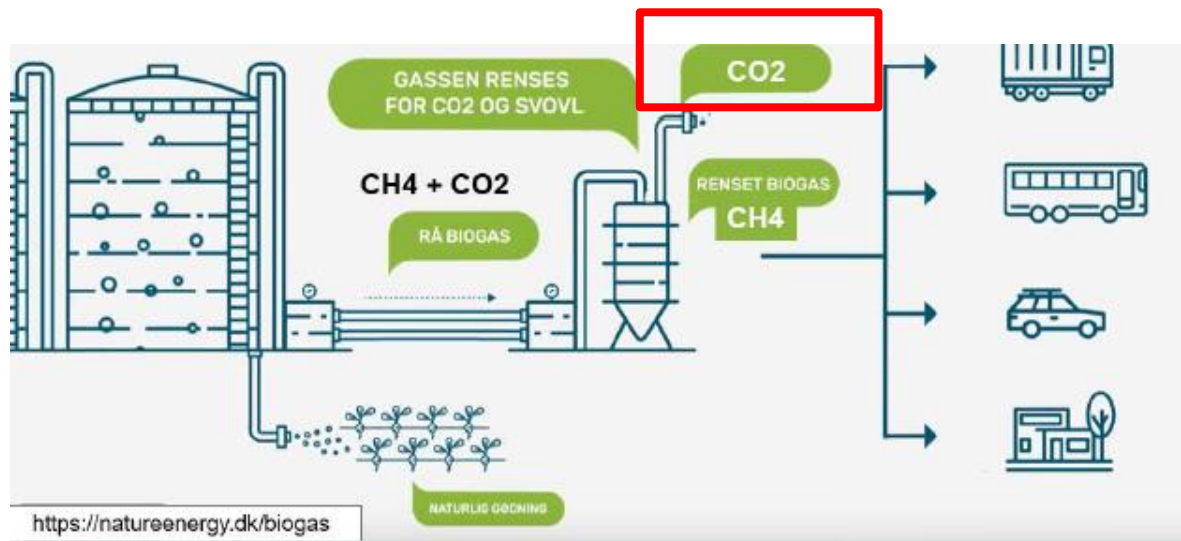 GASSEN RENSES
FOR CO2 OG SVOVL
CO2
CH4 + CO2
RÅ BIOGAS
RENSET BIOGAS
CH4
NATURLIG GØDNING
https://natureenergy.dk/biogas